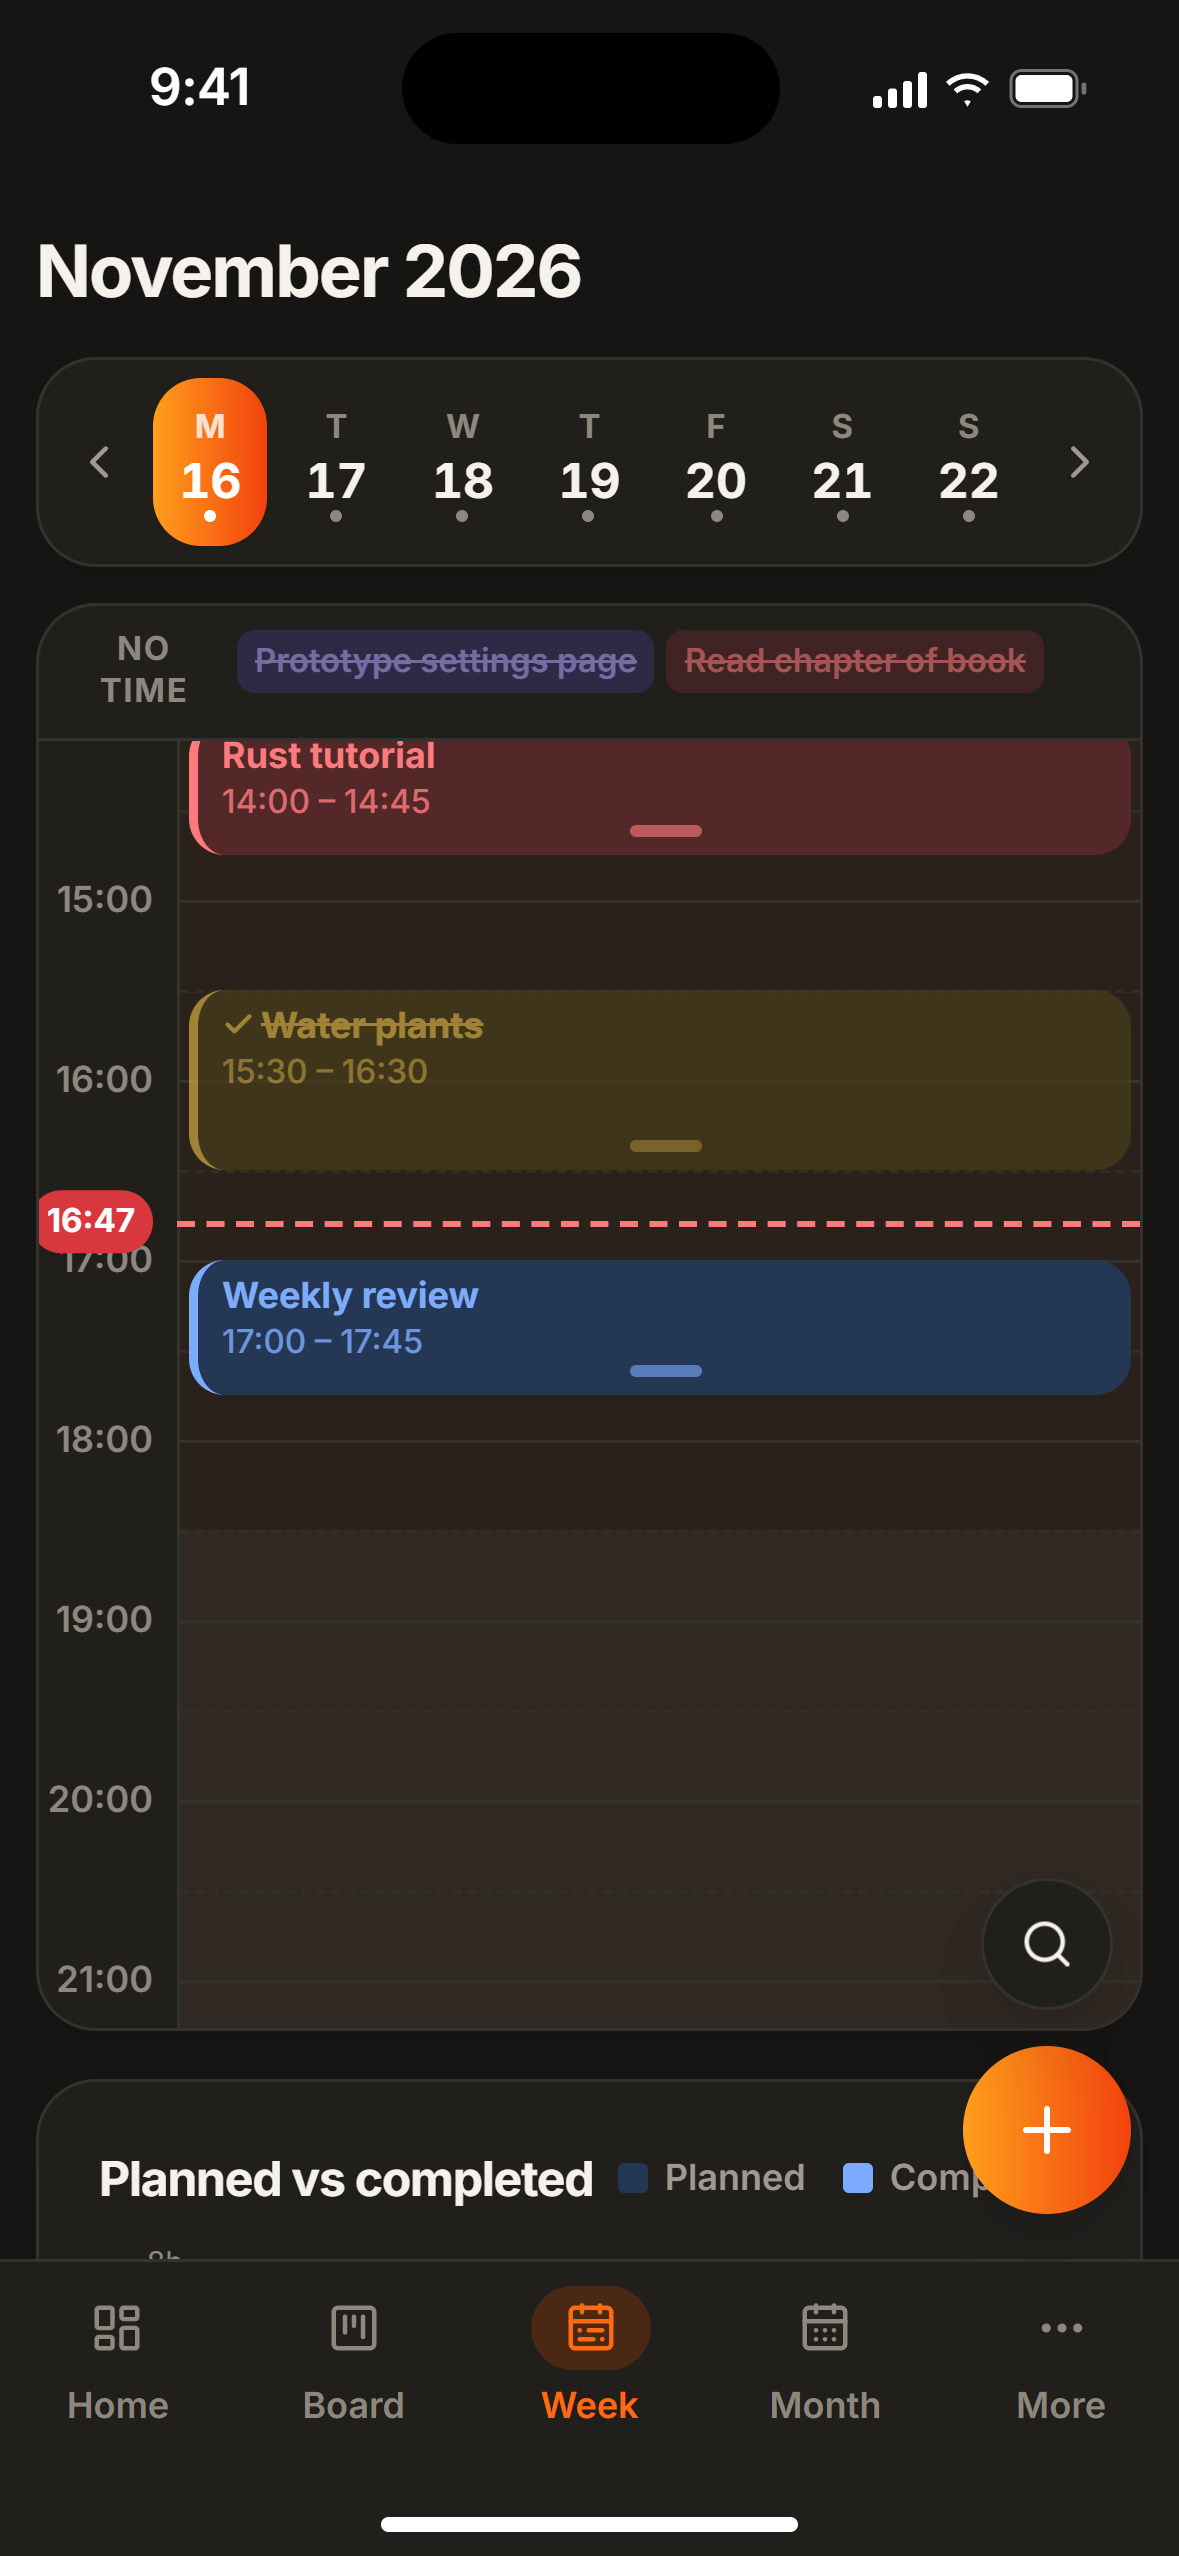 9:41
November 2026
M T W T F S S
16 17 18 19 20 21 22
NO TIME
Prototype settings page
Read chapter of book
Rust tutorial
14:00 – 14:45
15:00
Water plants
15:30 – 16:30
16:00
16:47
17:00
Weekly review
17:00 – 17:45
18:00
19:00
20:00
21:00
Planned vs completed
Planned
Home
Board
Week
Month
More